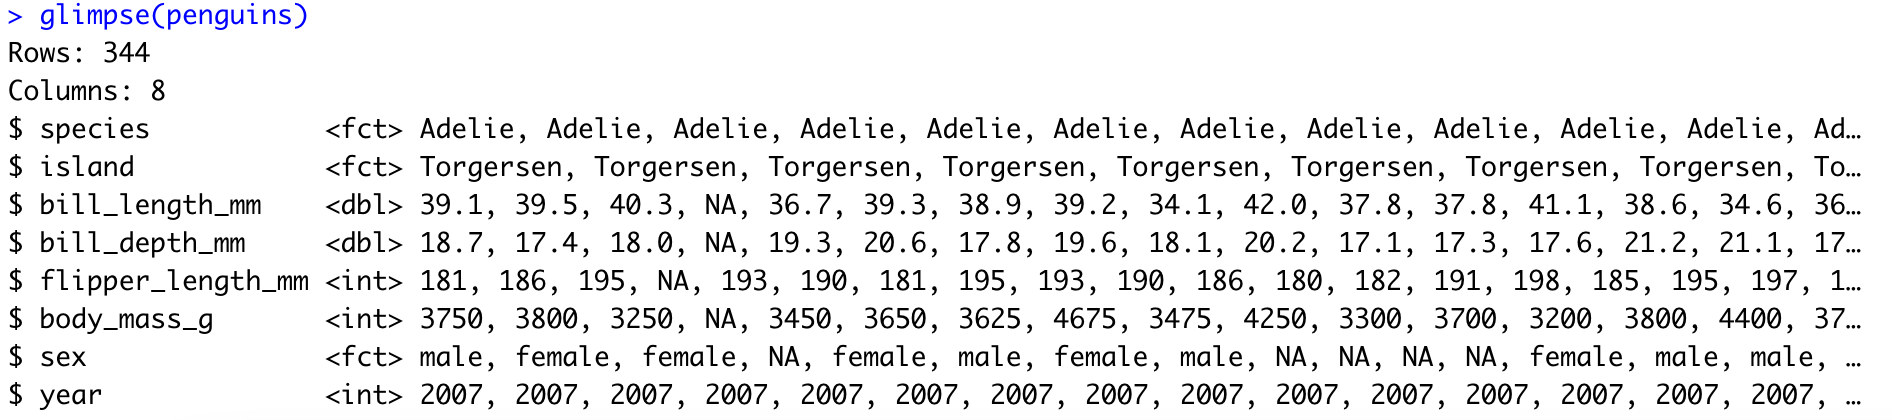 > glimpse(penguins)
Rows: 344
Columns: 8
$ species           <fct> Adelie, Adelie, Adelie, Adelie, Adelie, Adelie, Adelie, Adelie, Adelie, Adelie, Adelie, Ad…
$ island            <fct> Torgersen, Torgersen, Torgersen, Torgersen, Torgersen, Torgersen, Torgersen, Torgersen, To…
$ bill_length_mm    <dbl> 39.1, 39.5, 40.3, NA, 36.7, 39.3, 38.9, 39.2, 34.1, 42.0, 37.8, 37.8, 41.1, 38.6, 34.6, 36…
$ bill_depth_mm     <dbl> 18.7, 17.4, 18.0, NA, 19.3, 20.6, 17.8, 19.6, 18.1, 20.2, 17.1, 17.3, 17.6, 21.2, 21.1, 17…
$ flipper_length_mm <int> 181, 186, 195, NA, 193, 190, 181, 195, 193, 190, 186, 180, 182, 191, 198, 185, 195, 197, 1…
$ body_mass_g       <int> 3750, 3800, 3250, NA, 3450, 3650, 3625, 4675, 3475, 4250, 3300, 3700, 3200, 3800, 4400, 37…
$ sex               <fct> male, female, female, NA, female, male, female, male, NA, NA, NA, NA, female, male, male, …
$ year              <int> 2007, 2007, 2007, 2007, 2007, 2007, 2007, 2007, 2007, 2007, 2007, 2007, 2007, 2007, 2007, …